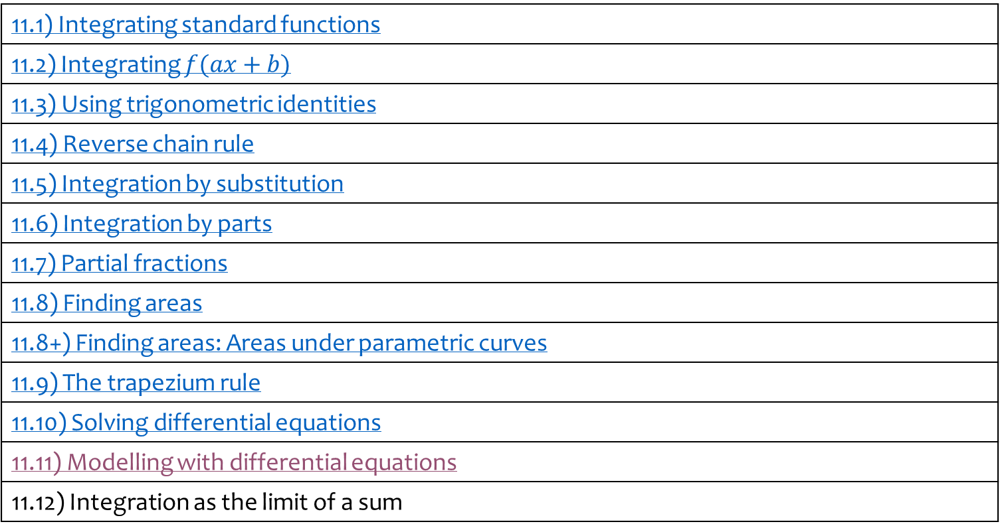 11.1) Integrating standard functions
11.2) Integrating f(ax + b)
11.3) Using trigonometric identities
11.4) Reverse chain rule
11.5) Integration by substitution
11.6) Integration by parts
11.7) Partial fractions
11.8) Finding areas
11.8+) Finding areas: Areas under parametric curves
11.9) The trapezium rule
11.10) Solving differential equations
11.11) Modelling with differential equations
11.12) Integration as the limit of a sum